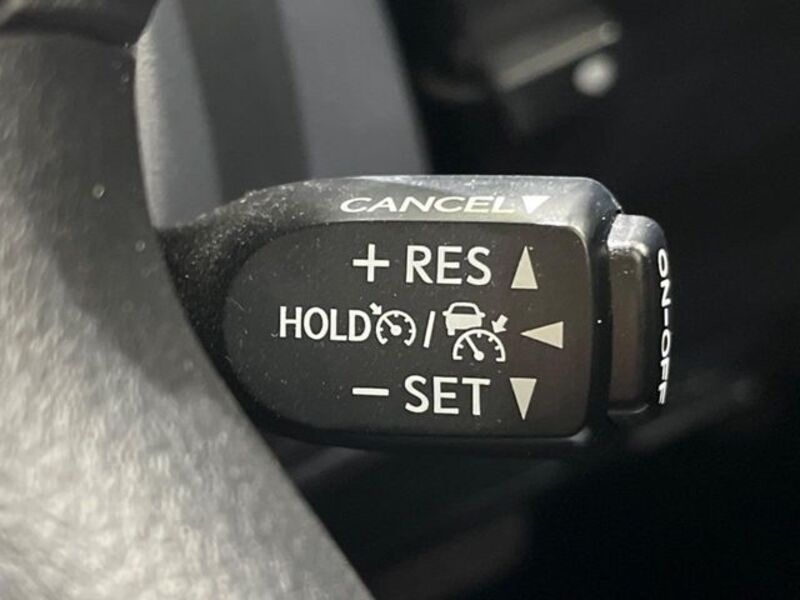 CANCEL▼
+ RES ▲
HOLD / ◀
− SET ▼
ON-OFF